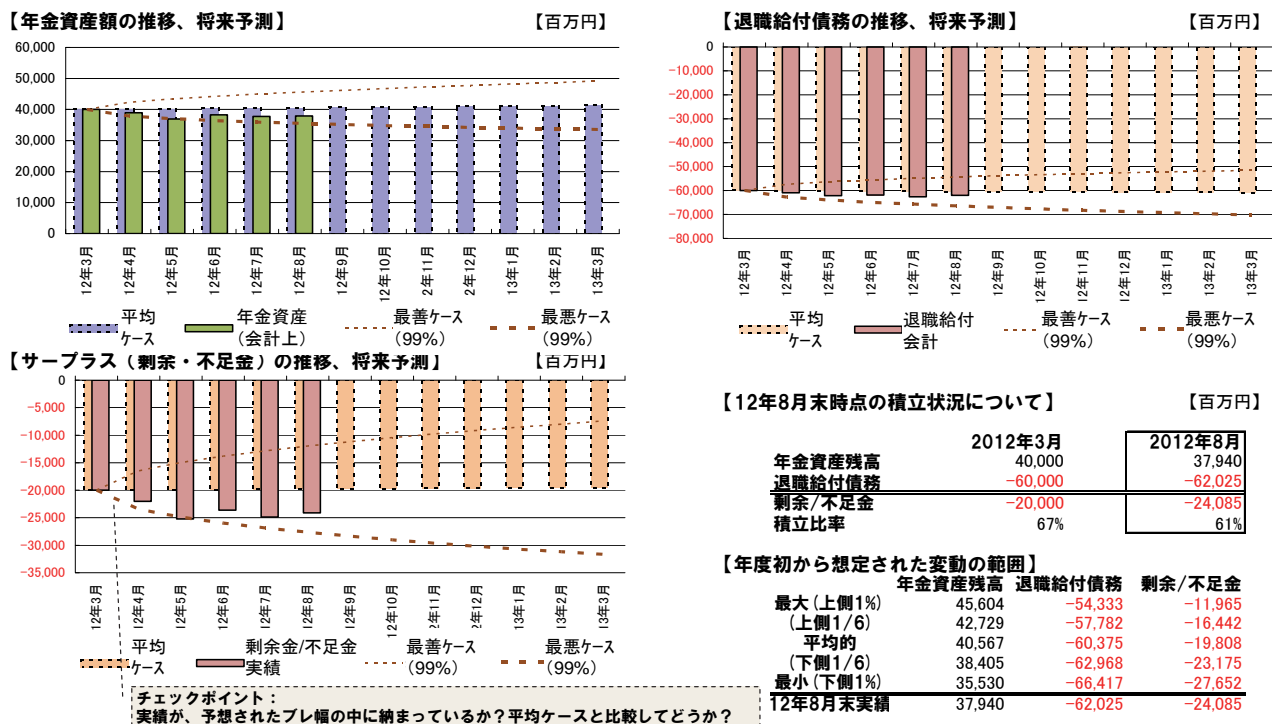 【年金資産額の推移、将来予測】 【百万円】
60,000
50,000
40,000
30,000
20,000
10,000
0
12年3月 12年4月 12年5月 12年6月 12年7月 12年8月 12年9月 12年10月 2年11月 2年12月 13年1月 13年2月 13年3月
平均ケース 年金資産(会計上) 最善ケース(99%) 最悪ケース(99%)
【退職給付債務の推移、将来予測】 【百万円】
0
-10,000
-20,000
-30,000
-40,000
-50,000
-60,000
-70,000
-80,000
12年3月 12年4月 12年5月 12年6月 12年7月 12年8月 12年9月 12年10月 12年11月 12年12月 13年1月 13年2月 13年3月
平均ケース 退職給付会計 最善ケース(99%) 最悪ケース(99%)
【サープラス(剰余・不足金)の推移、将来予測】 【百万円】
0
-5,000
-10,000
-15,000
-20,000
-25,000
-30,000
-35,000
12年3月 12年4月 12年5月 12年6月 12年7月 12年8月 12年9月 12年10月 2年11月 2年12月 13年1月 13年2月 13年3月
平均ケース 剰余金/不足金実績 最善ケース(99%) 最悪ケース(99%)
チェックポイント:
実績が、予想されたブレ幅の中に納まっているか?平均ケースと比較してどうか?
【12年8月末時点の積立状況について】 【百万円】
2012年3月 2012年8月
年金資産残高 40,000 37,940
退職給付債務 -60,000 -62,025
剰余/不足金 -20,000 -24,085
積立比率 67% 61%
【年度初から想定された変動の範囲】
年金資産残高 退職給付債務 剰余/不足金
最大(上側1%) 45,604 -54,333 -11,965
(上側1/6) 42,729 -57,782 -16,442
平均的 40,567 -60,375 -19,808
(下側1/6) 38,405 -62,968 -23,175
最小(下側1%) 35,530 -66,417 -27,652
12年8月末実績 37,940 -62,025 -24,085